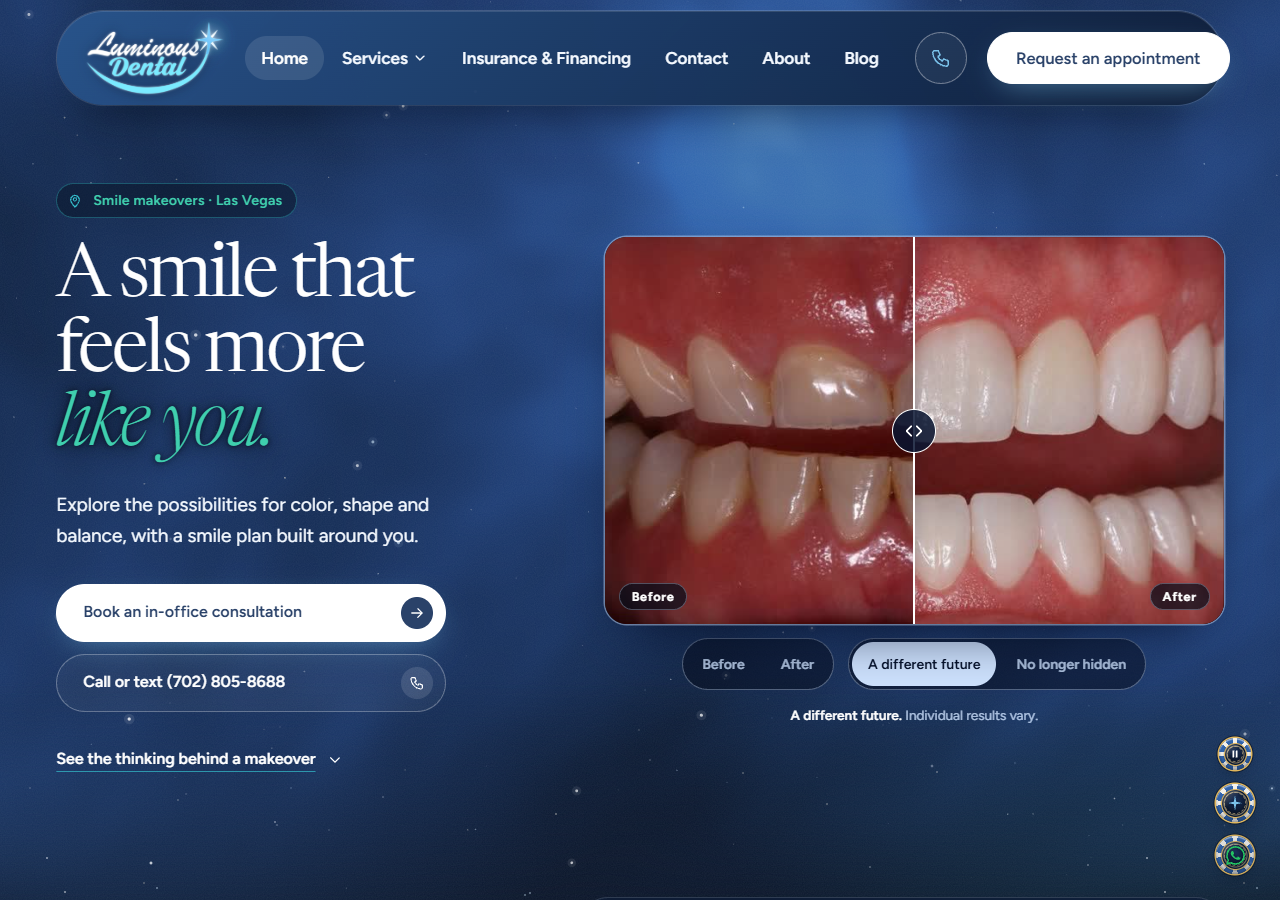 Luminous
Dental
Home
Services
Insurance & Financing
Contact
About
Blog
Request an appointment
Smile makeovers · Las Vegas
A smile that
feels more
like you.
Explore the possibilities for color, shape and
balance, with a smile plan built around you.
Book an in-office consultation
Call or text (702) 805-8688
See the thinking behind a makeover
Before
After
Before
After
A different future
No longer hidden
A different future. Individual results vary.